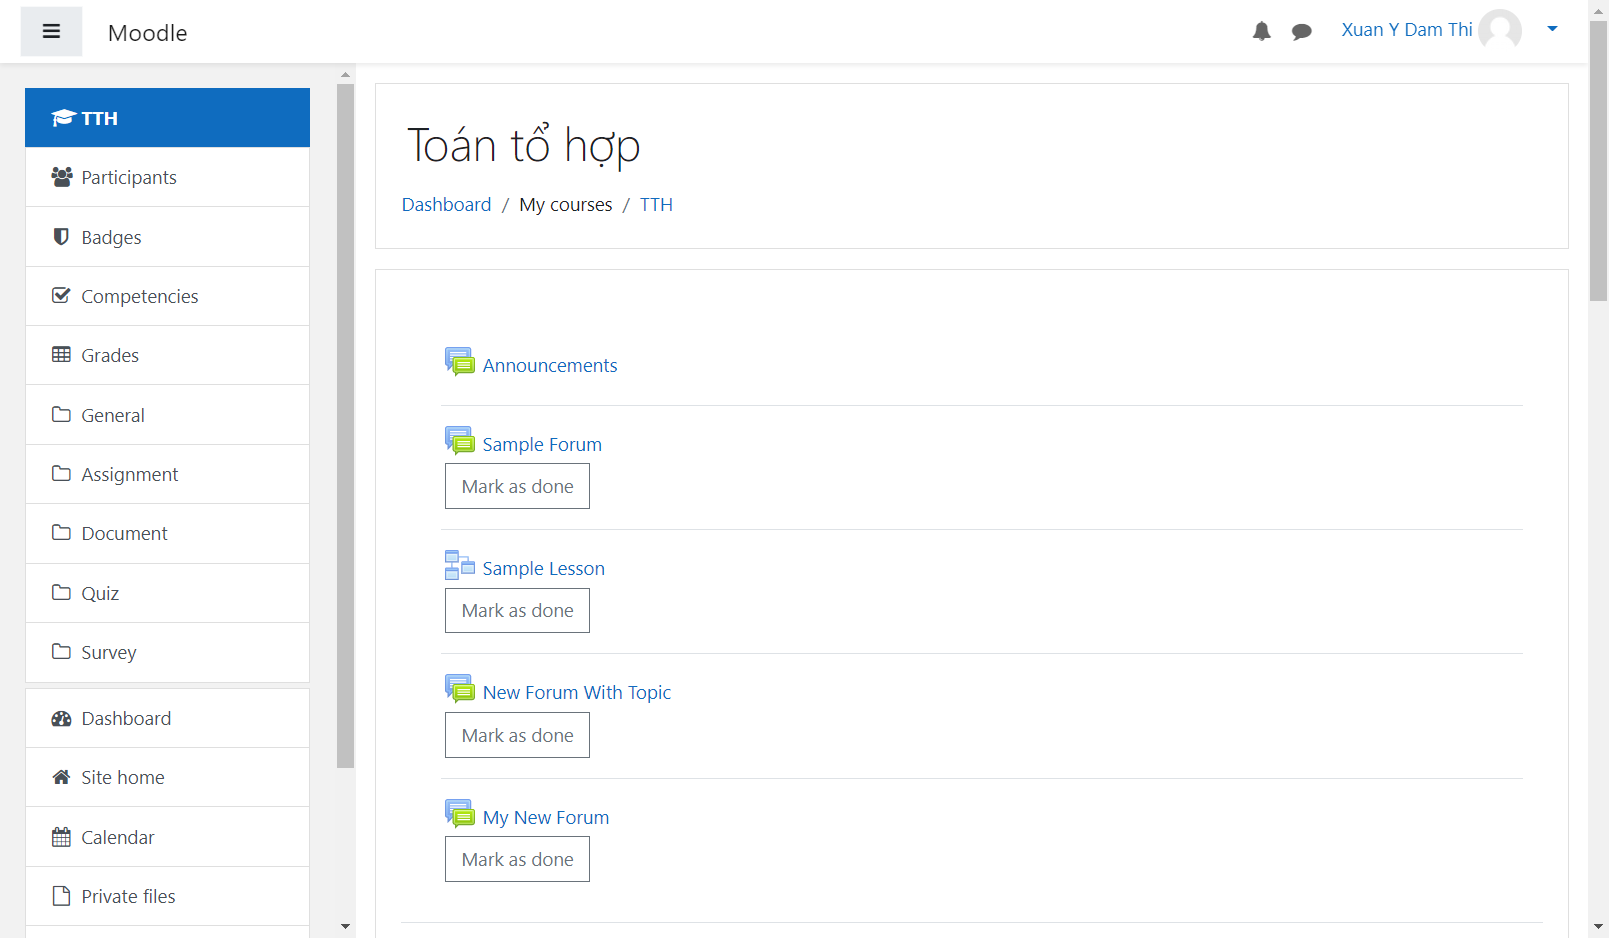 Moodle
Xuan Y Dam Thi
TTH
Participants
Badges
Competencies
Grades
General
Assignment
Document
Quiz
Survey
Dashboard
Site home
Calendar
Private files
Toán tổ hợp
Dashboard / My courses / TTH
Announcements
Sample Forum
Mark as done
Sample Lesson
Mark as done
New Forum With Topic
Mark as done
My New Forum
Mark as done